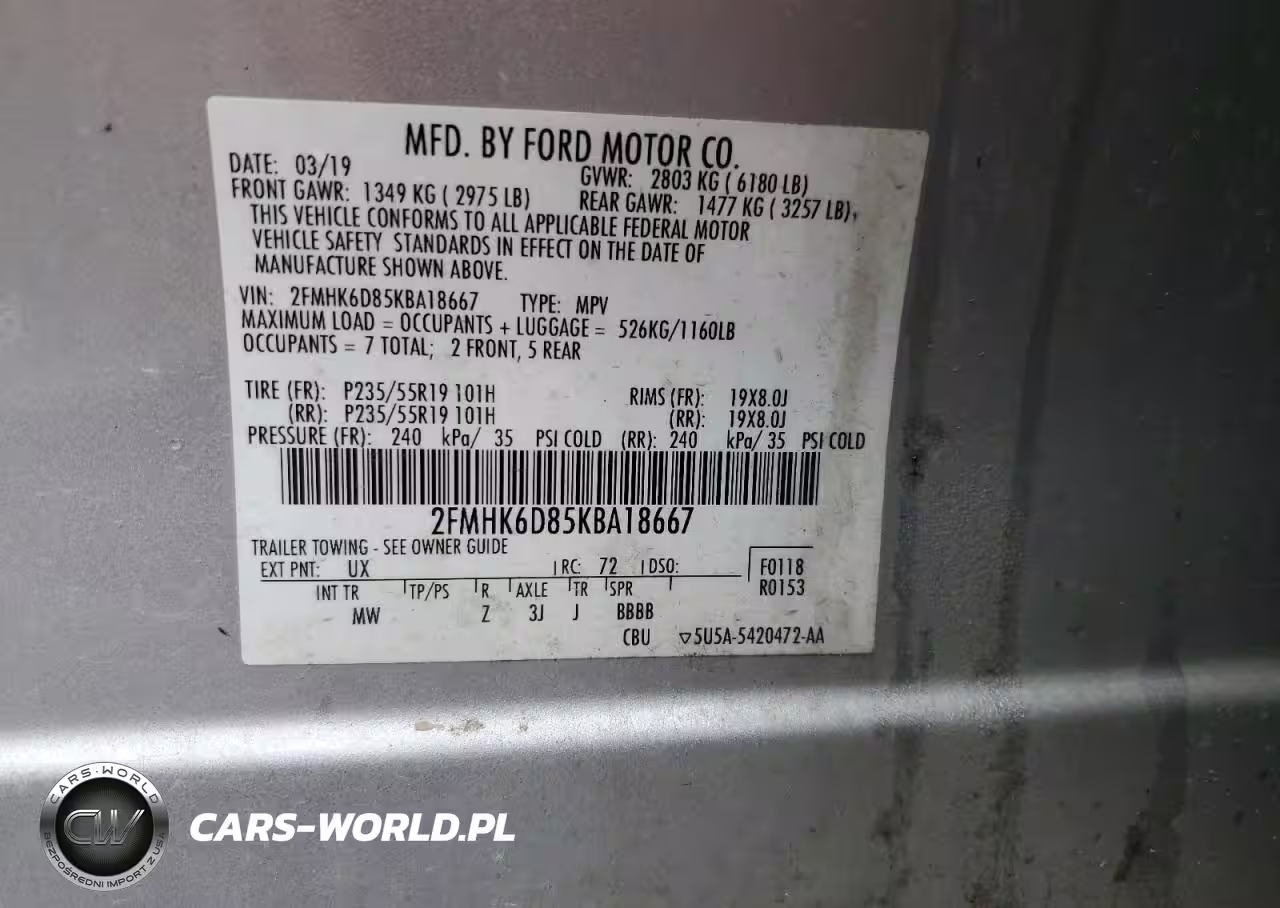 MFD. BY FORD MOTOR CO.
DATE: 03/19 GVWR: 2803 KG ( 6180 LB)
FRONT GAWR: 1349 KG ( 2975 LB) REAR GAWR: 1477 KG ( 3257 LB),
THIS VEHICLE CONFORMS TO ALL APPLICABLE FEDERAL MOTOR
VEHICLE SAFETY STANDARDS IN EFFECT ON THE DATE OF
MANUFACTURE SHOWN ABOVE.
VIN: 2FMHK6D85KBA18667 TYPE: MPV
MAXIMUM LOAD = OCCUPANTS + LUGGAGE = 526KG/1160LB
OCCUPANTS = 7 TOTAL; 2 FRONT, 5 REAR
TIRE (FR): P235/55R19 101H RIMS (FR): 19X8.0J
(RR): P235/55R19 101H (RR): 19X8.0J
PRESSURE (FR): 240 kPa/ 35 PSI COLD (RR): 240 kPa/ 35 PSI COLD
2FMHK6D85KBA18667
TRAILER TOWING - SEE OWNER GUIDE
EXT PNT: UX RC: 72 DSO: F0118
INT TR TP/PS R AXLE TR SPR R0153
MW Z 3J J BBBB
CBU ▽5U5A-5420472-AA
CARS-WORLD
CW
BEZPOŚREDNI IMPORT Z USA
CARS-WORLD.PL